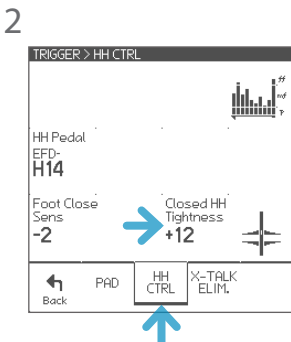 2
TRIGGER > HH CTRL
ff
mf
P
HH Pedal
EFD-
H14
Foot Close
Sens
-2
Closed HH
Tightness
+12
Back
PAD
HH
CTRL
X-TALK
ELIM.